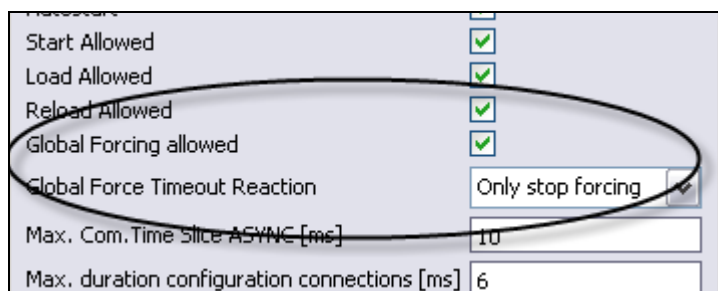 Autostart
Start Allowed
Load Allowed
Reload Allowed
Global Forcing allowed
Global Force Timeout Reaction Only stop forcing
Max. Com.Time Slice ASYNC [ms] 10
Max. duration configuration connections [ms] 6